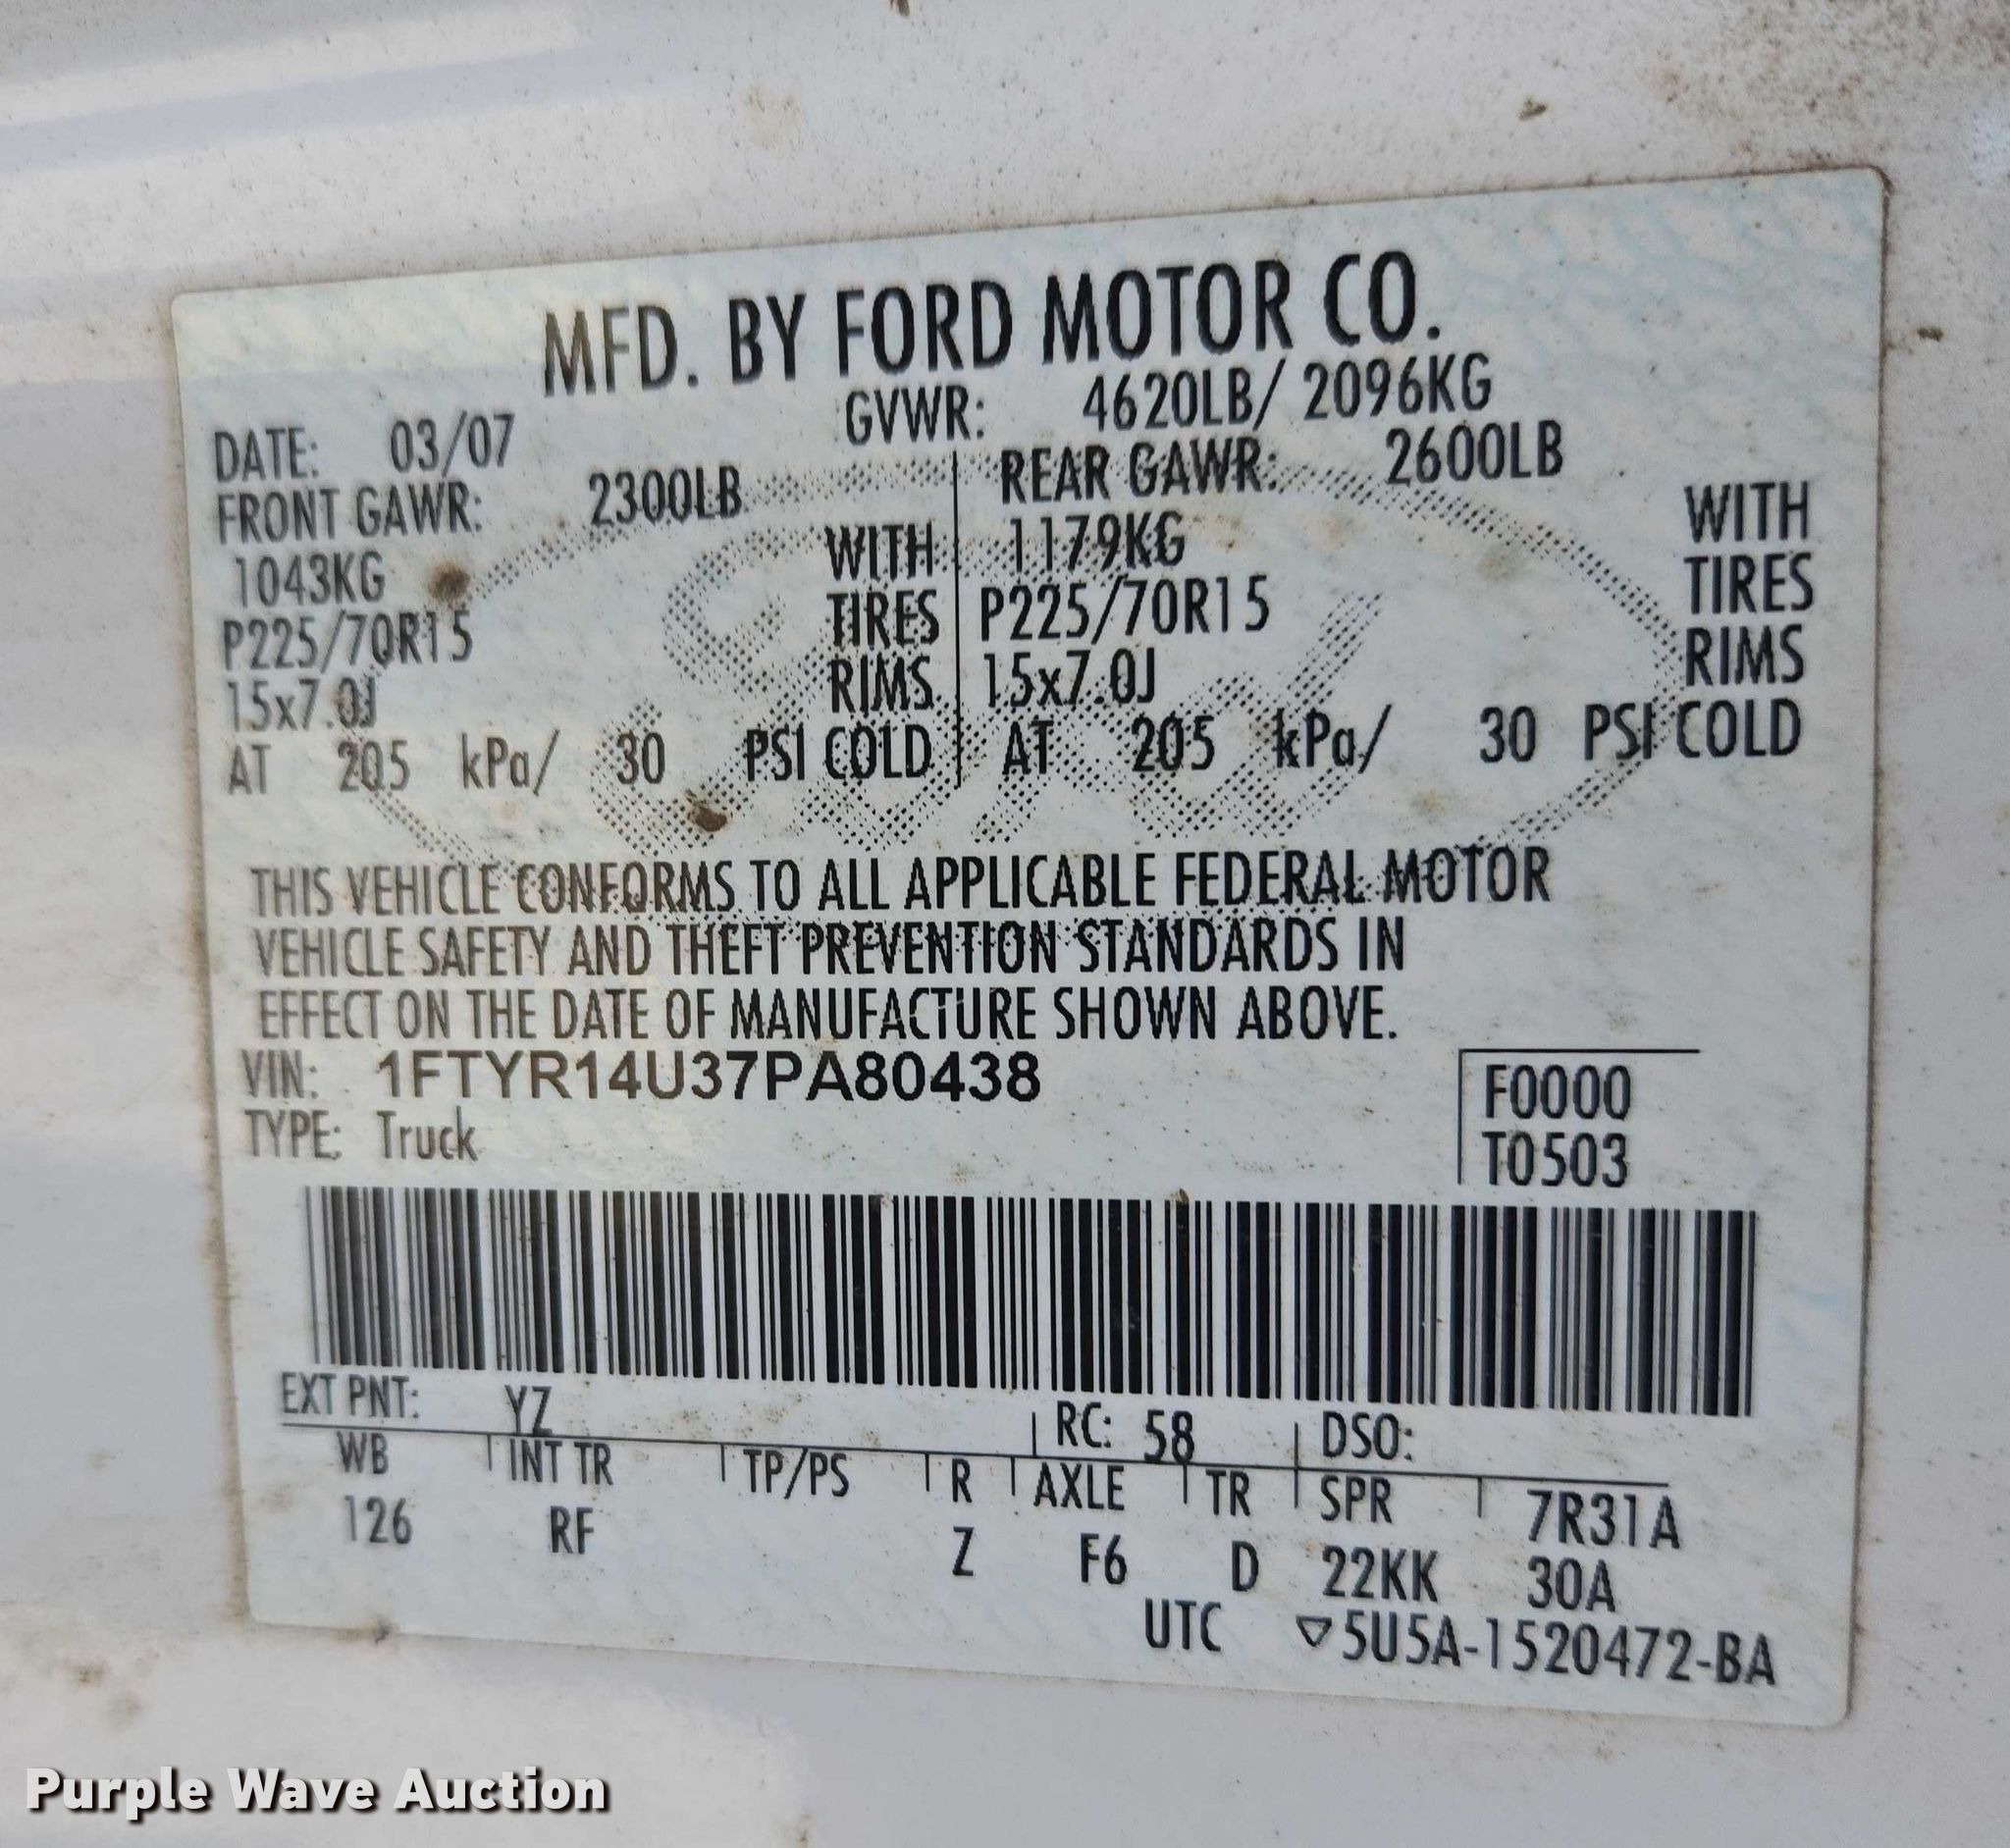 MFD. BY FORD MOTOR CO.
DATE: 03/07 GVWR: 4620LB/ 2096KG
FRONT GAWR: 2300LB REAR GAWR: 2600LB
1043KG WITH 1179KG WITH
P225/70R15 TIRES P225/70R15 TIRES
15x7.0J RIMS 15x7.0J RIMS
AT 205 kPa/ 30 PSI COLD AT 205 kPa/ 30 PSI COLD
THIS VEHICLE CONFORMS TO ALL APPLICABLE FEDERAL MOTOR
VEHICLE SAFETY AND THEFT PREVENTION STANDARDS IN
EFFECT ON THE DATE OF MANUFACTURE SHOWN ABOVE.
VIN: 1FTYR14U37PA80438 F0000
TYPE: Truck T0503
EXT PNT: YZ RC: 58 DSO:
WB INT TR TP/PS R AXLE TR SPR 7R31A
126 RF Z F6 D 22KK 30A
UTC ▽5U5A-1520472-BA
Purple Wave Auction